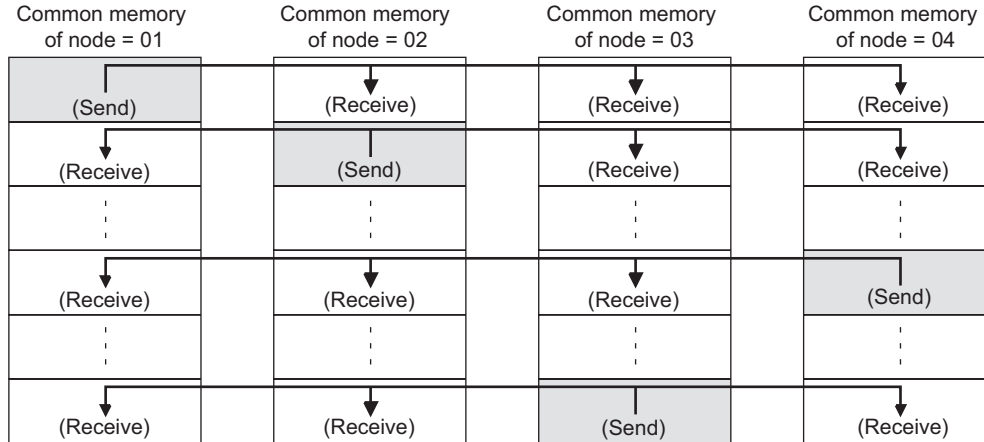 Common memory of node = 01
Common memory of node = 02
Common memory of node = 03
Common memory of node = 04
(Send) (Receive) (Receive) (Receive)
(Receive) (Send) (Receive) (Receive)
(Receive) (Receive) (Receive) (Send)
(Receive) (Receive) (Send) (Receive)